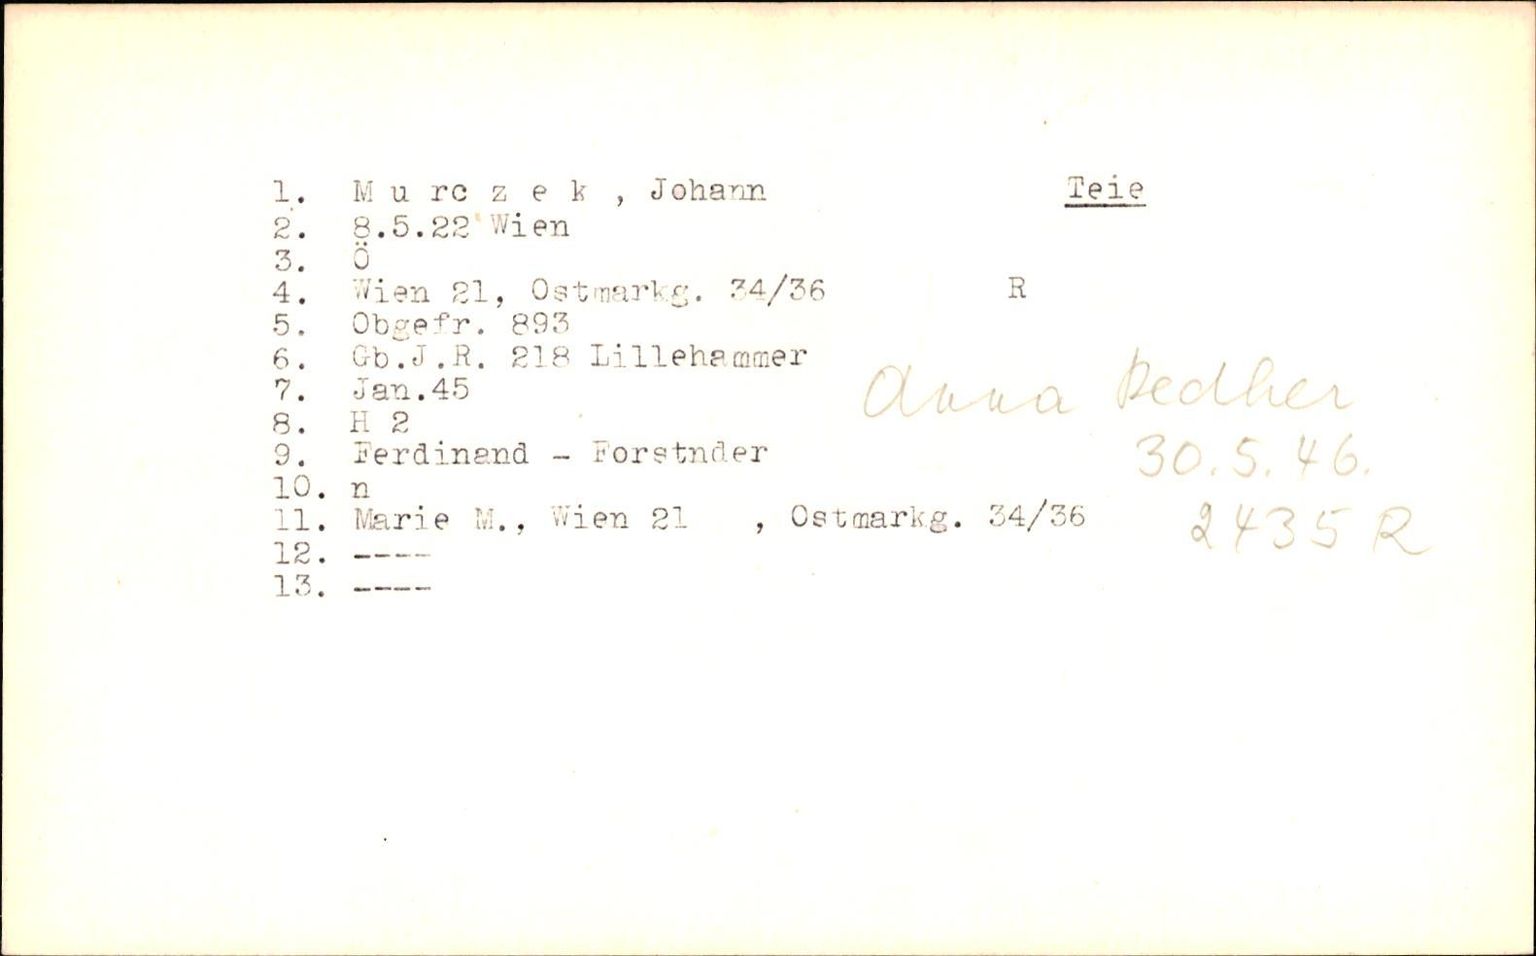 1. M u rc z e k , Johann Teie
2. 8.5.22 Wien
3. Ö
4. Wien 21, Ostmarkg. 34/36 R
5. Obgefr. 893
6. Gb.J.R. 218 Lillehammer
7. Jan.45
8. H 2
Anna
9. Ferdinand - Forstnder
30.5.46.
10. n
11. Marie M., Wien 21 , Ostmarkg. 34/36
2435 R
12. ----
13. ----